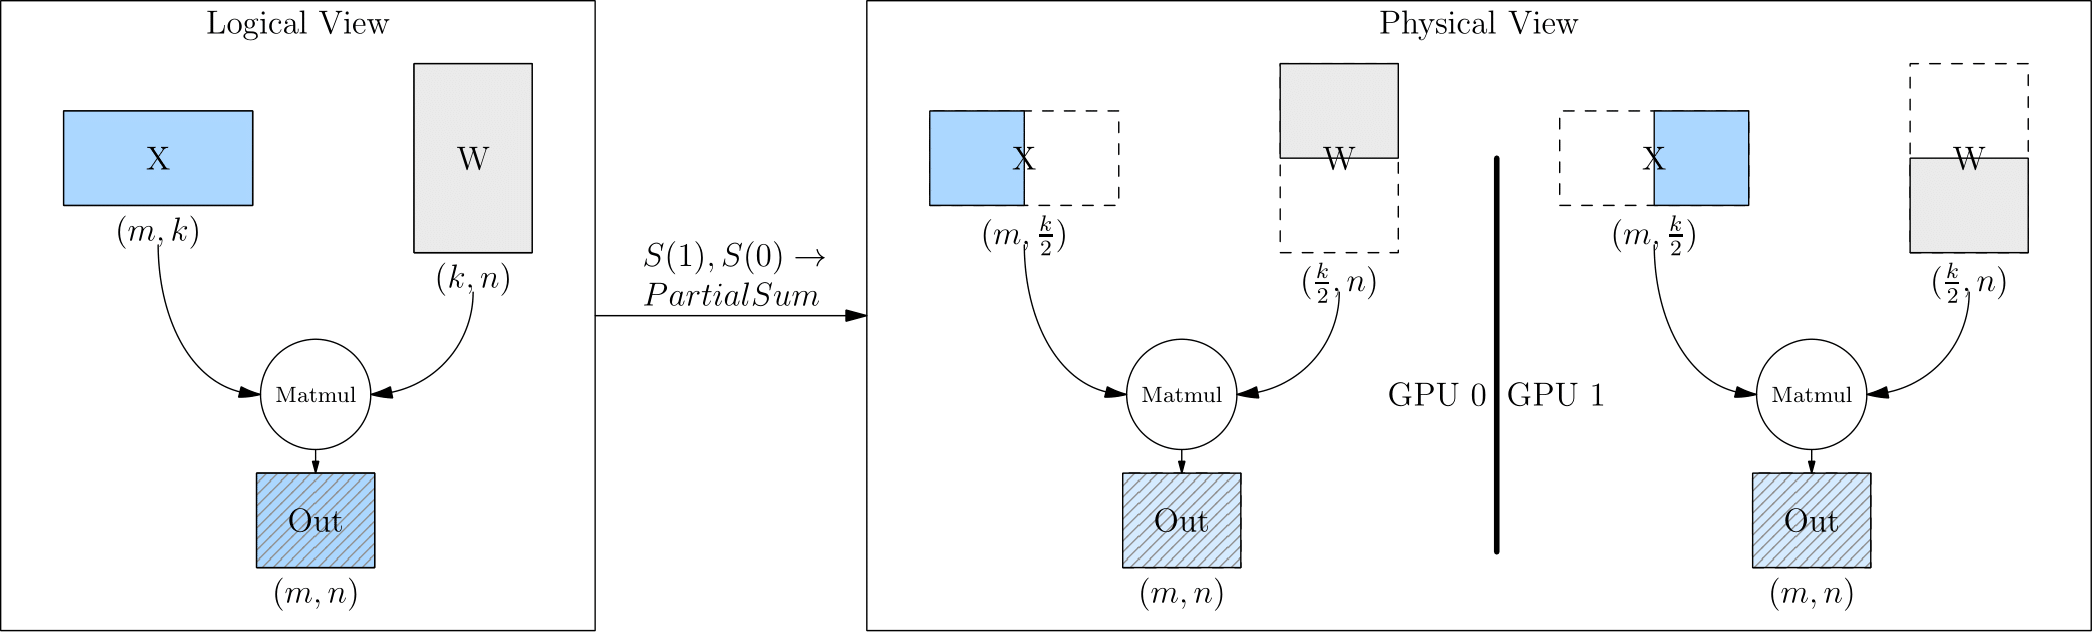 Logical View
X
W
(m, k)
(k, n)
Matmul
Out
(m, n)
S(1), S(0) →
PartialSum
Physical View
X
W
(m, k/2)
(k/2, n)
Matmul
Out
(m, n)
GPU 0
GPU 1
X
W
(m, k/2)
(k/2, n)
Matmul
Out
(m, n)